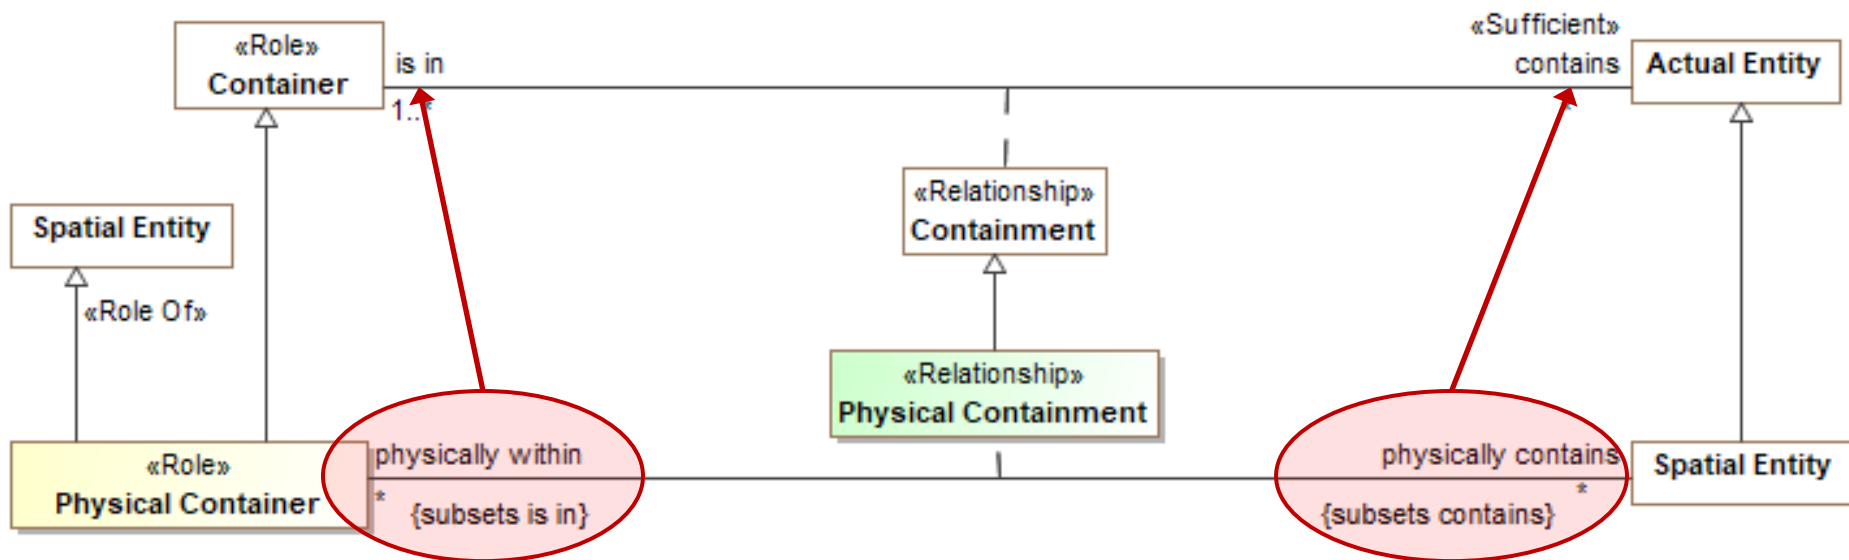 «Role»
Container
is in
1..*
«Sufficient»
contains
*
Actual Entity
«Relationship»
Containment
Spatial Entity
«Role Of»
«Relationship»
Physical Containment
«Role»
Physical Container
physically within
*
{subsets is in}
physically contains
*
{subsets contains}
Spatial Entity